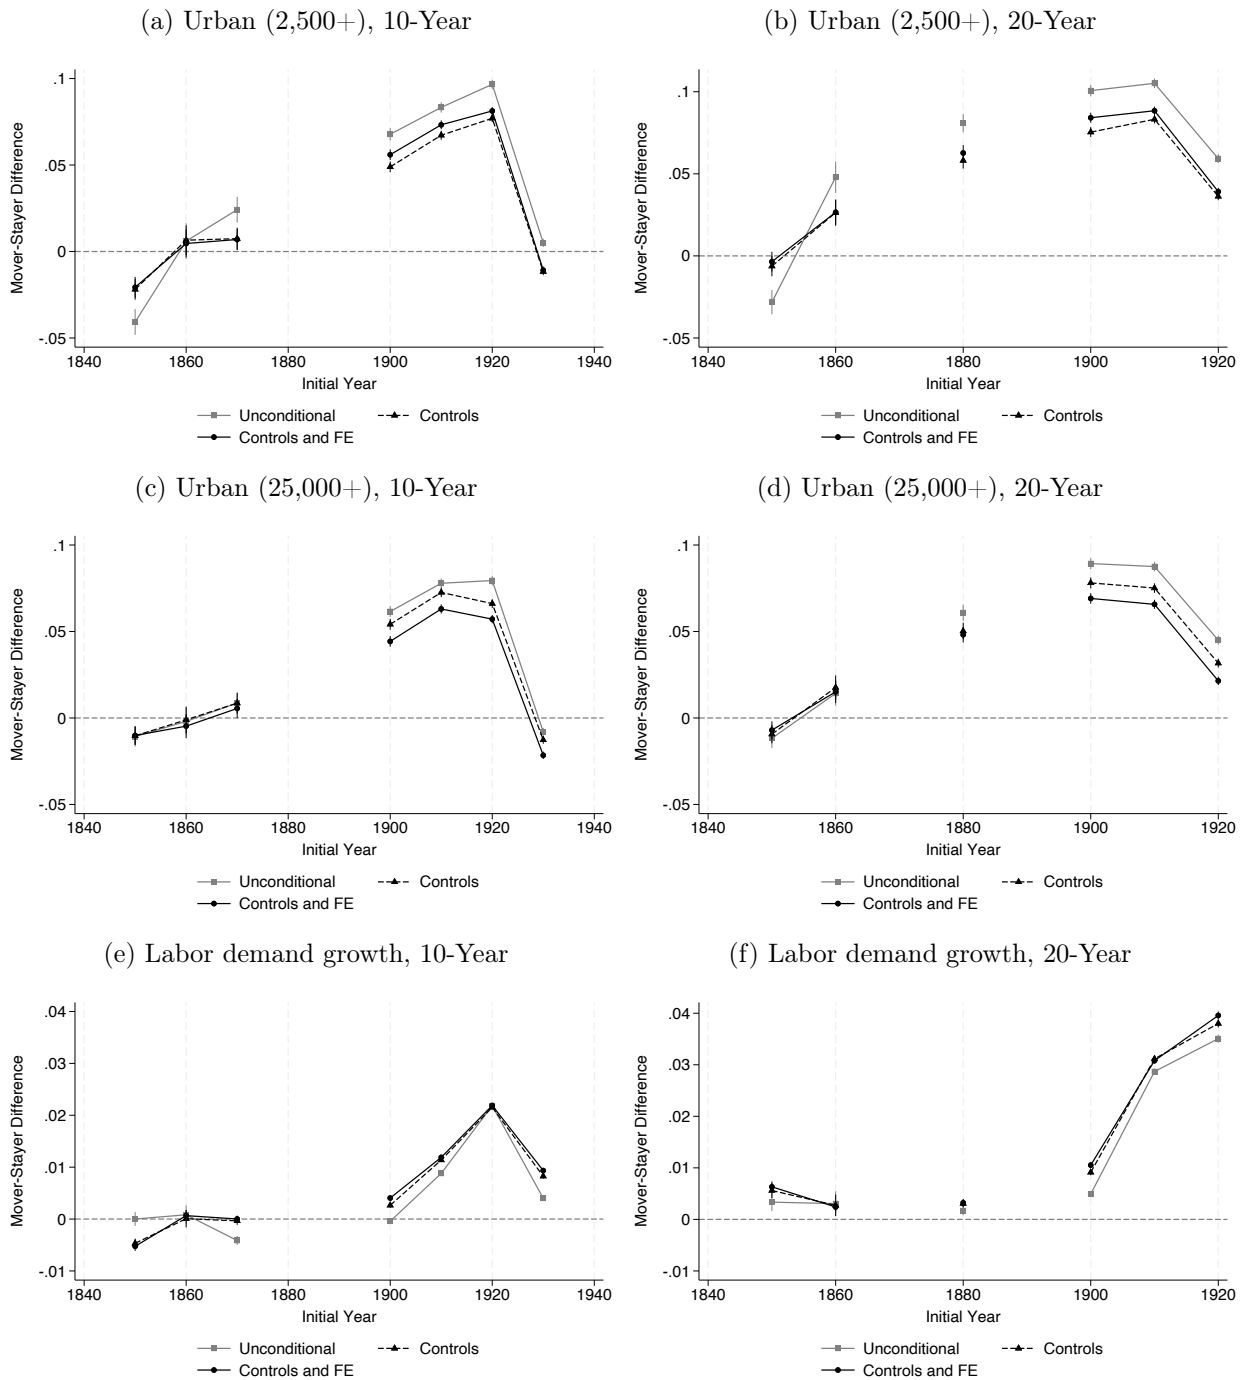 (a) Urban (2,500+), 10-Year
Mover-Stayer Difference
.1
.05
0
-.05
1840 1860 1880 1900 1920 1940
Initial Year
Unconditional Controls
Controls and FE
(b) Urban (2,500+), 20-Year
Mover-Stayer Difference
.1
.05
0
-.05
1840 1860 1880 1900 1920
Initial Year
Unconditional Controls
Controls and FE
(c) Urban (25,000+), 10-Year
Mover-Stayer Difference
.1
.05
0
-.05
1840 1860 1880 1900 1920 1940
Initial Year
Unconditional Controls
Controls and FE
(d) Urban (25,000+), 20-Year
Mover-Stayer Difference
.1
.05
0
-.05
1840 1860 1880 1900 1920
Initial Year
Unconditional Controls
Controls and FE
(e) Labor demand growth, 10-Year
Mover-Stayer Difference
.04
.03
.02
.01
0
-.01
1840 1860 1880 1900 1920 1940
Initial Year
Unconditional Controls
Controls and FE
(f) Labor demand growth, 20-Year
Mover-Stayer Difference
.04
.03
.02
.01
0
-.01
1840 1860 1880 1900 1920
Initial Year
Unconditional Controls
Controls and FE